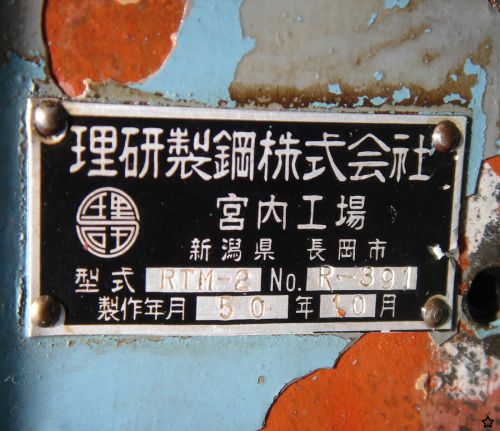 理研製鋼株式会社
宮内工場
新潟県 長岡市
型式 RTM-2 No. R-391
製作年月 50 年 10 月